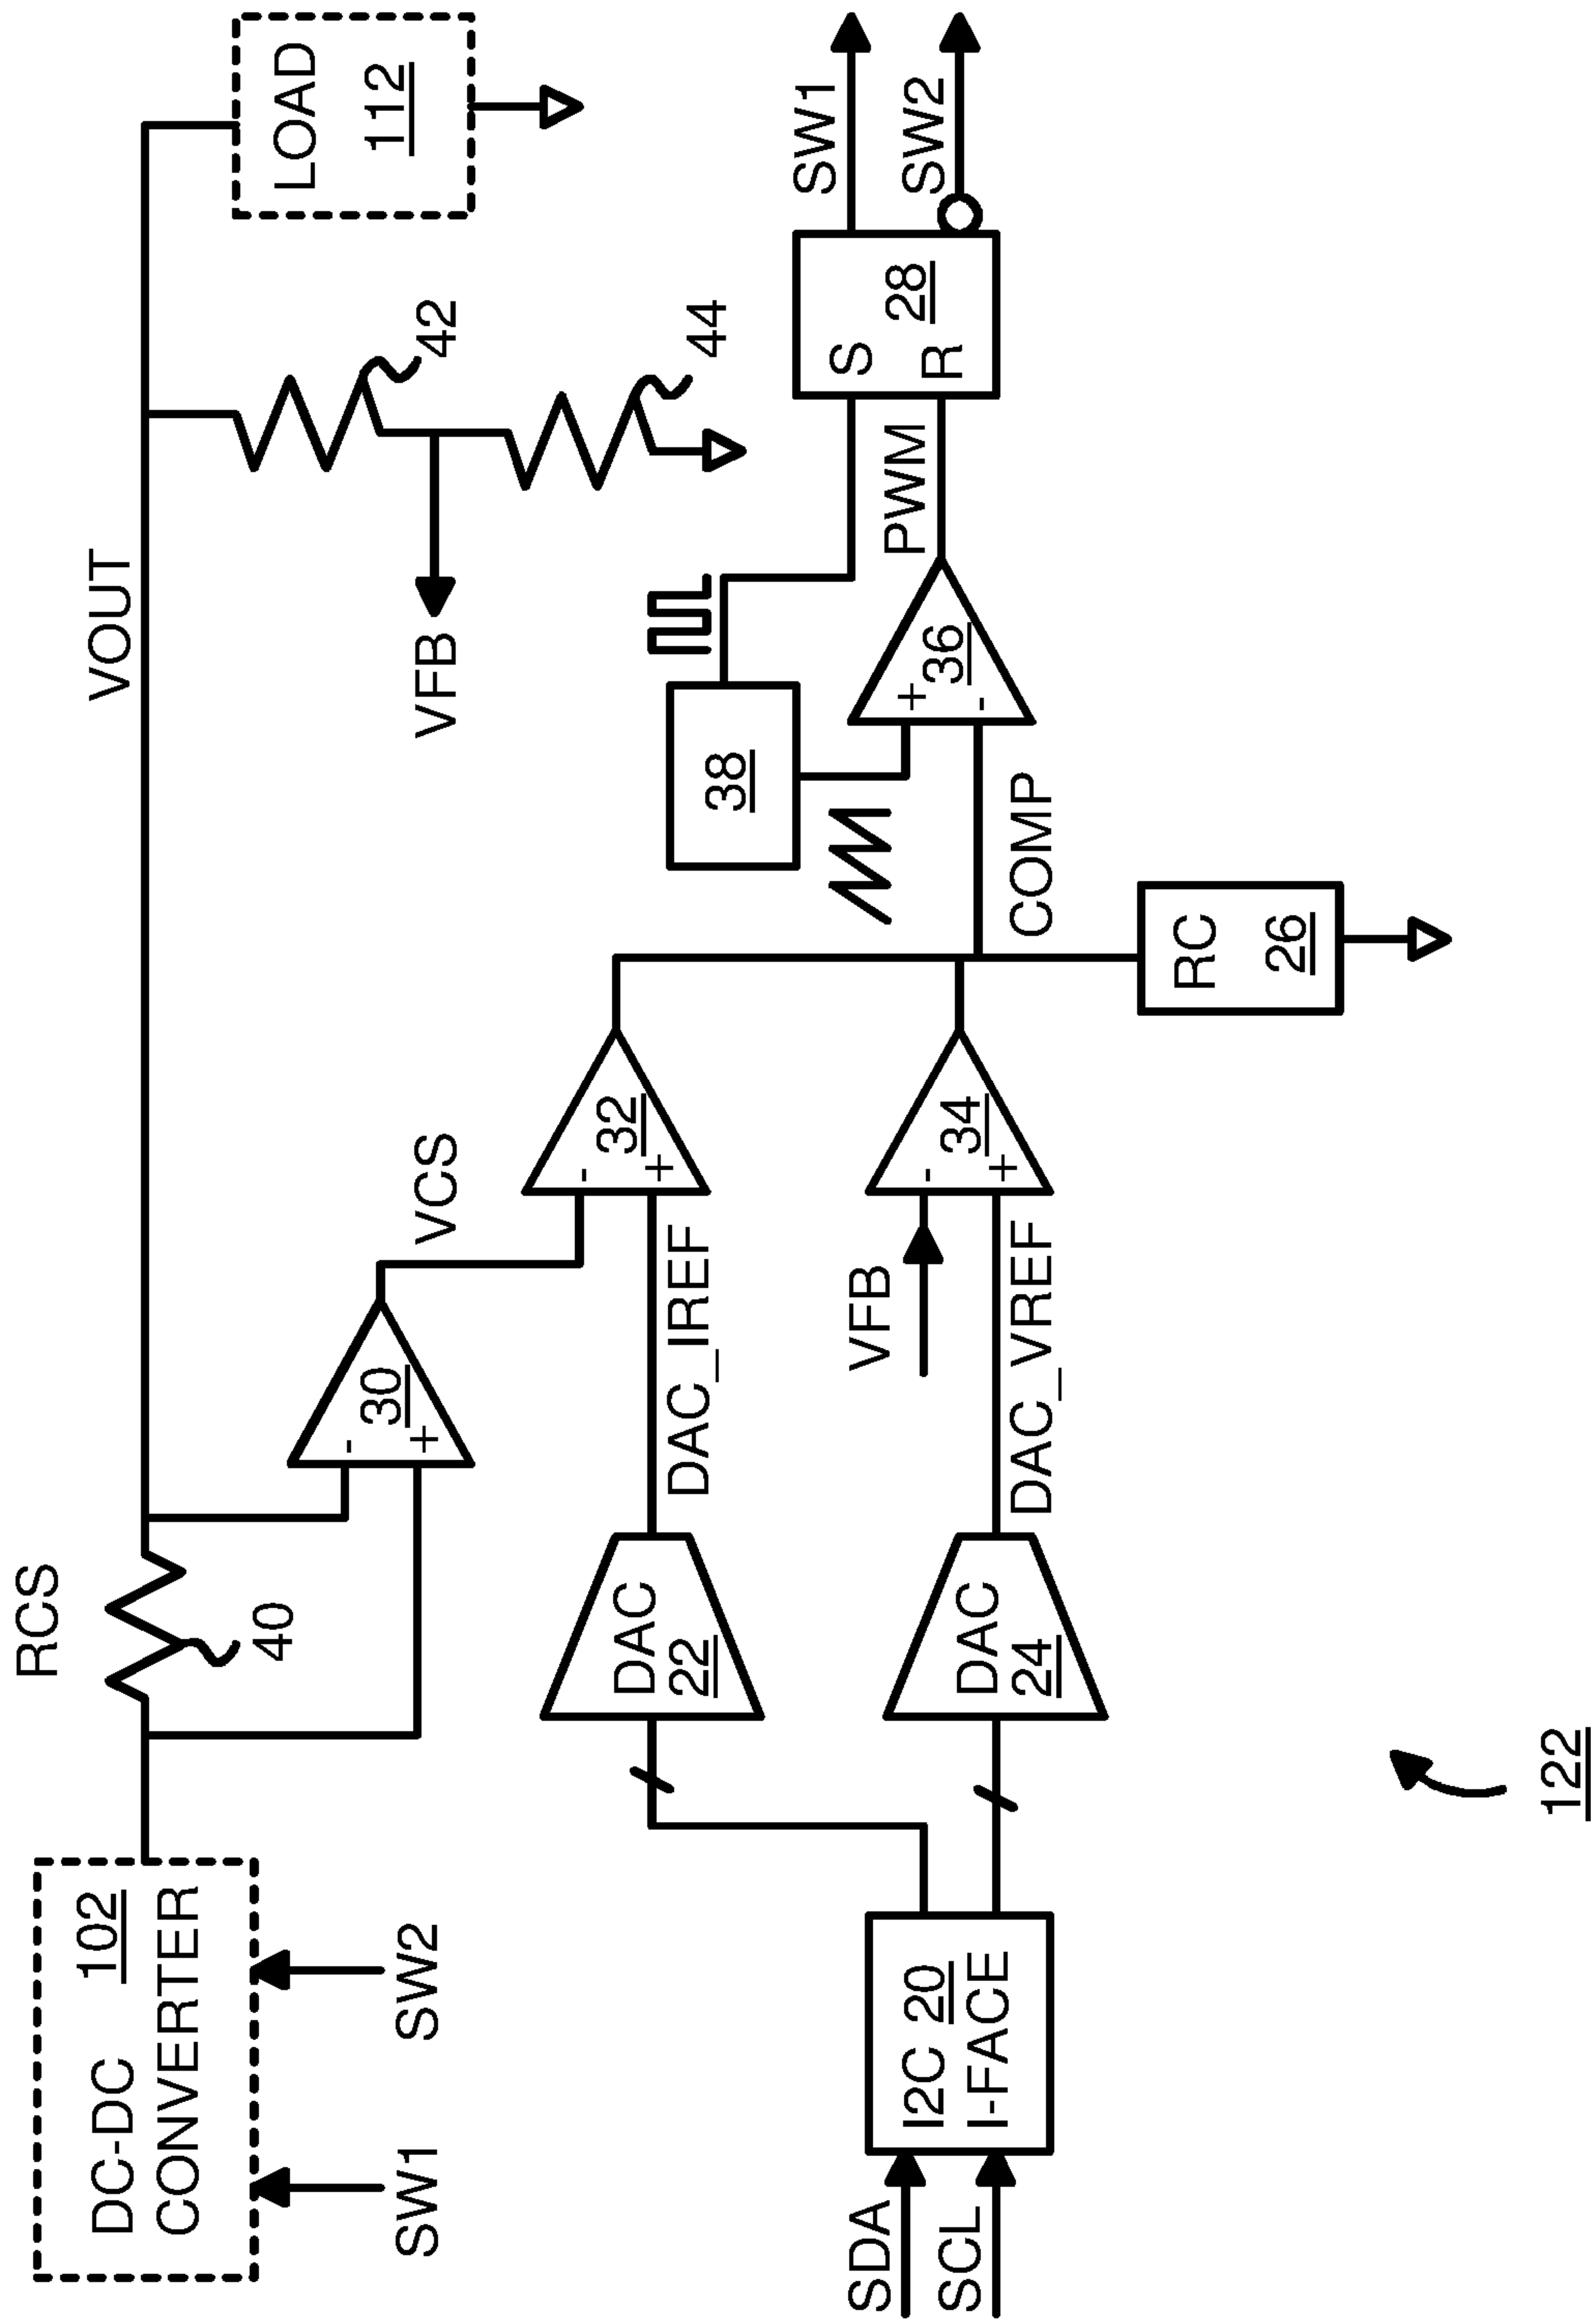 RCS
40
VOUT
DC-DC 102
CONVERTER
SW1
SW2
LOAD
112
42
44
VFB
-
+
30
VCS
DAC
22
DAC_IREF
-
+
32
38
S
R
28
SW1
SW2
PWM
+
-
36
COMP
VFB
-
+
34
DAC
24
DAC_VREF
SDA
SCL
I2C 20
I-FACE
RC
26
122